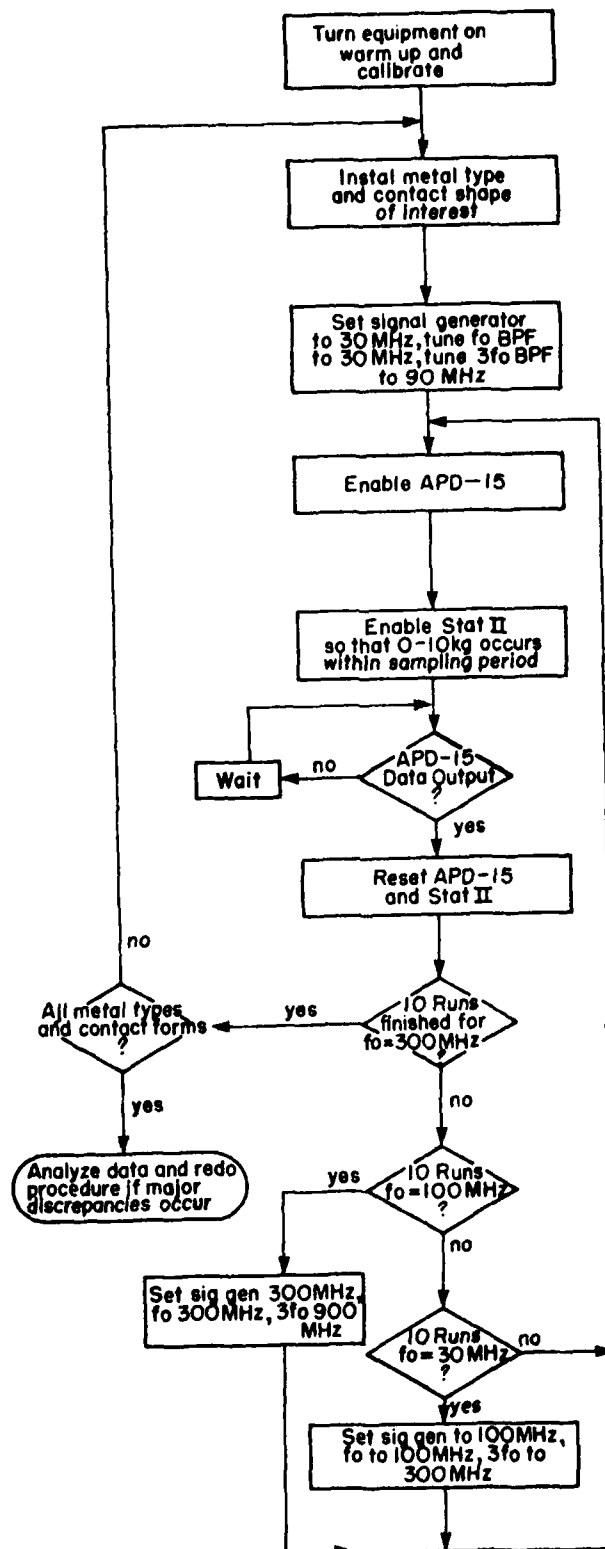 Turn equipment on
warm up and
calibrate
Instal metal type
and contact shape
of interest
Set signal generator
to 30 MHz, tune fo BPF
to 30 MHz, tune 3fo BPF
to 90 MHz
Enable APD-15
Enable Stat II
so that 0-10kg occurs
within sampling period
APD-15
Data Output
?
no
Wait
yes
Reset APD-15
and Stat II
no
10 Runs
finished for
fo=300MHz
?
yes
All metal types
and contact forms
?
no
yes
Analyze data and redo
procedure if major
discrepancies occur
10 Runs
fo=100MHz
?
yes
no
Set sig gen 300MHz,
fo 300MHz, 3fo 900
MHz
10 Runs
fo=30MHz
?
no
yes
Set sig gen to 100MHz,
fo to 100MHz, 3fo to
300MHz